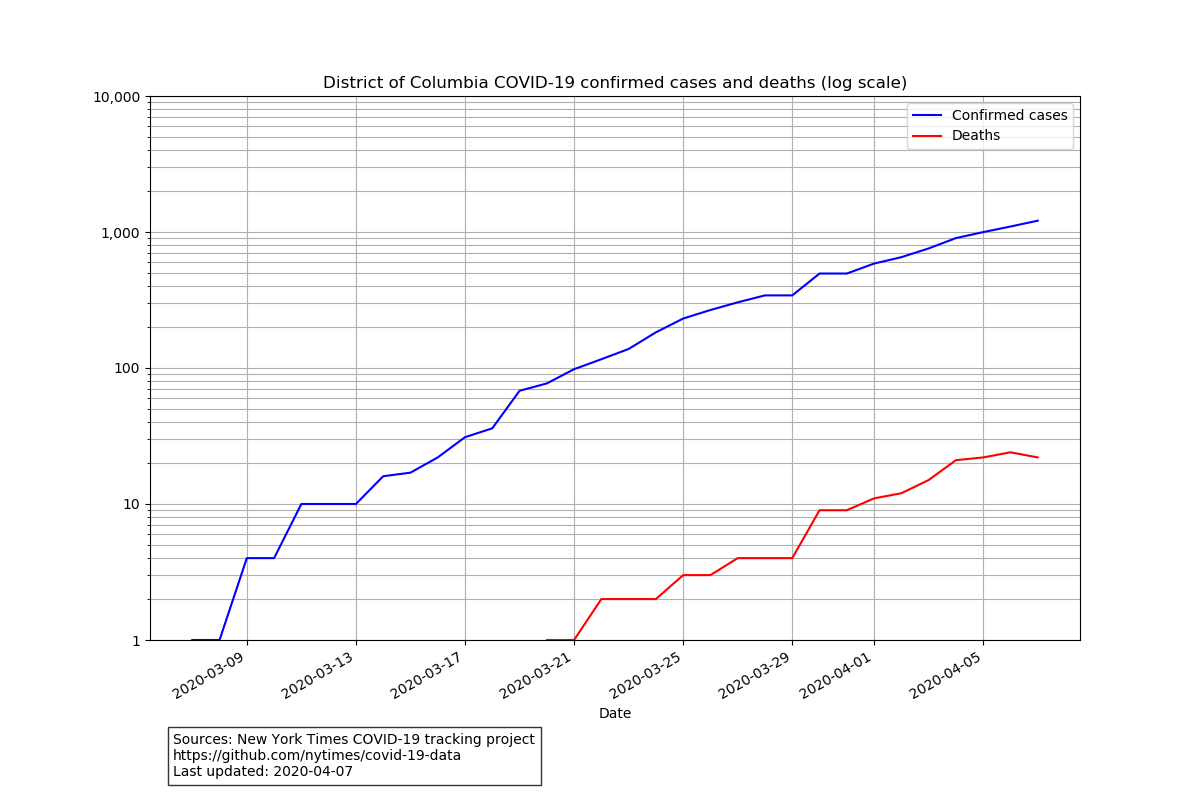 District of Columbia COVID-19 confirmed cases and deaths (log scale)
10,000
1,000
100
10
1
Confirmed cases
Deaths
2020-03-09
2020-03-13
2020-03-17
2020-03-21
2020-03-25
2020-03-29
2020-04-01
2020-04-05
Date
Sources: New York Times COVID-19 tracking project
https://github.com/nytimes/covid-19-data
Last updated: 2020-04-07